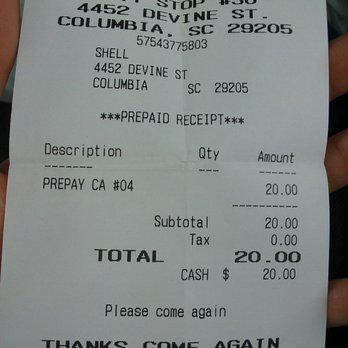 STOP #30
4452 DEVINE ST.
COLUMBIA, SC 29205
57543775803
SHELL
4452 DEVINE ST
COLUMBIA SC 29205
***PREPAID RECEIPT***
Description Qty Amount
PREPAY CA #04 20.00
Subtotal 20.00
Tax 0.00
TOTAL 20.00
CASH $ 20.00
Please come again
THANKS COME AGAIN